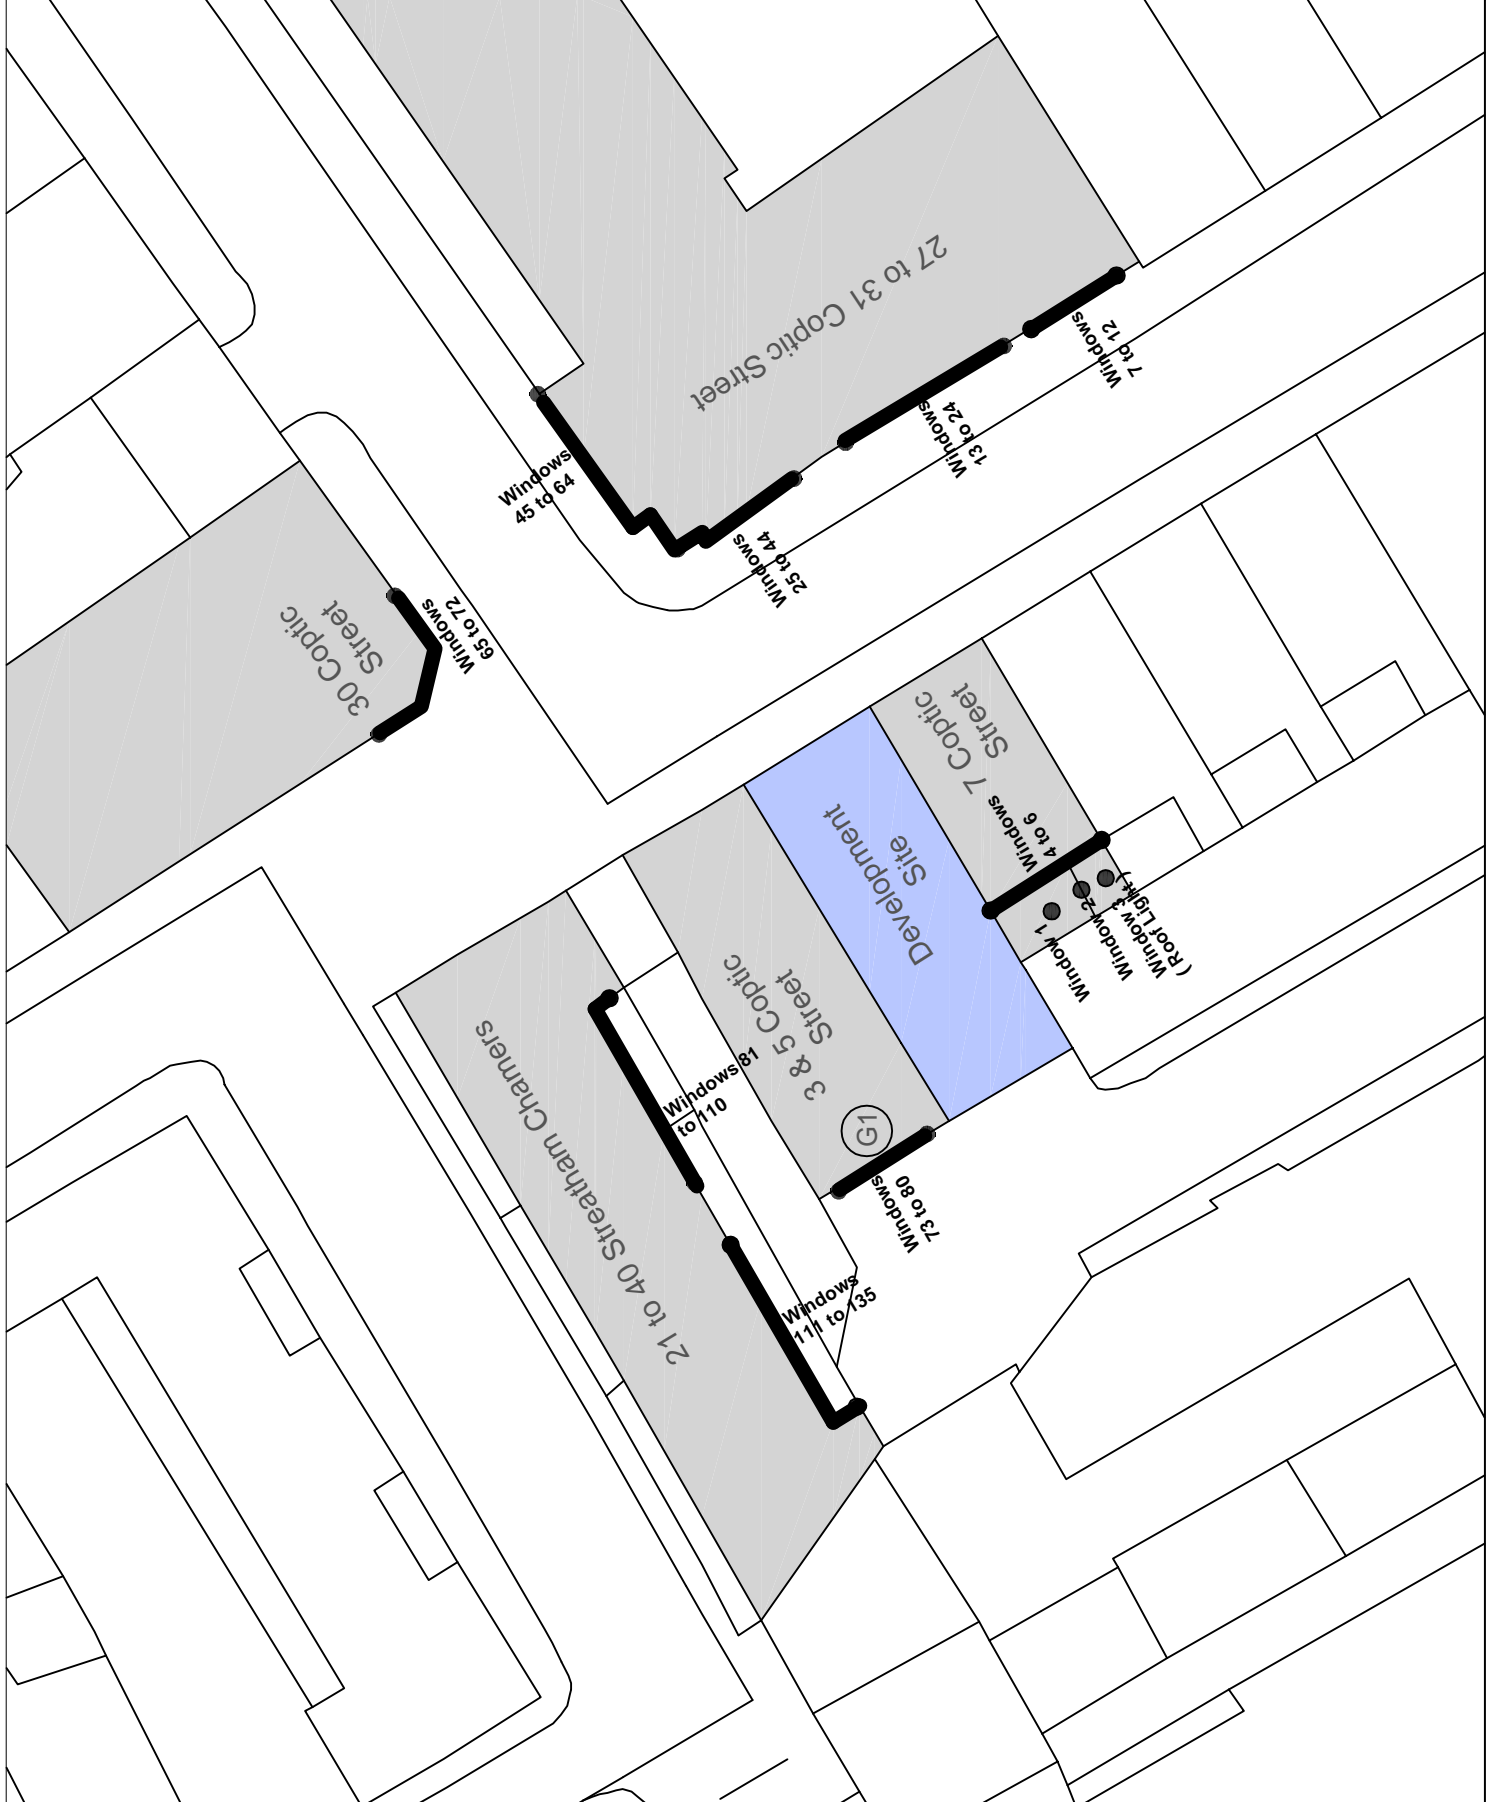 27 to 31 Coptic Street
Windows
7 to 12
Windows
13 to 24
Windows
25 to 44
Windows
45 to 64
30 Coptic
Street
Windows
65 to 72
7 Coptic
Street
Windows
4 to 6
Window 1
Window 2
Window 3
( Roof Light )
Development
Site
3 & 5 Coptic
Street
G1
Windows
73 to 80
Windows 81
to 110
21 to 40 Streatham Chamers
Windows
111 to 135